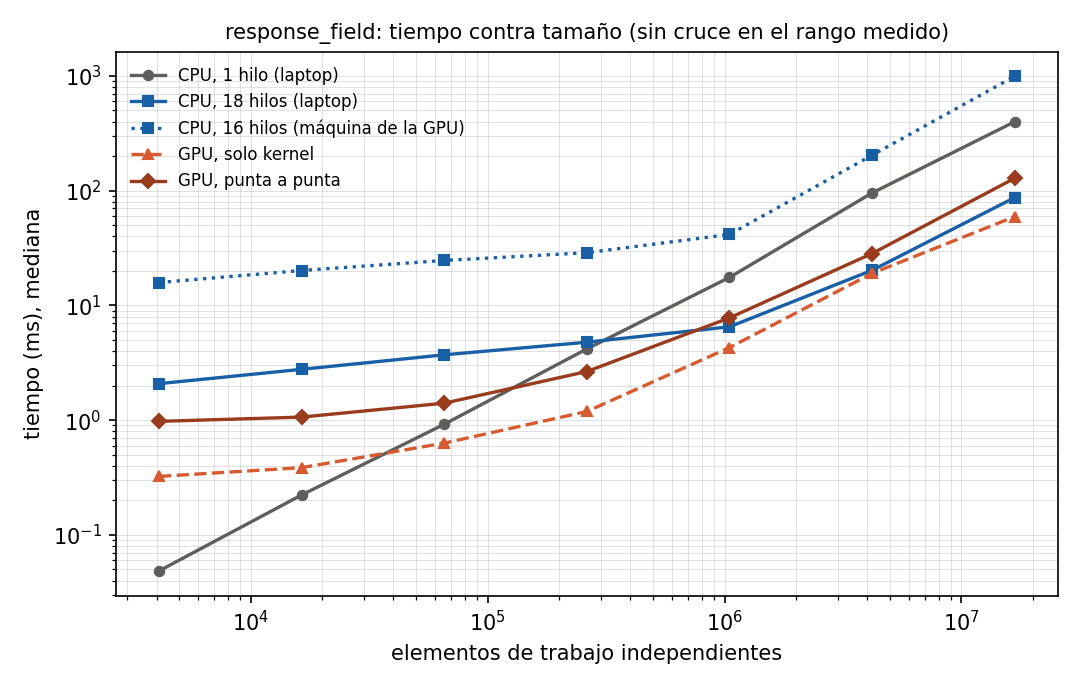 response_field: tiempo contra tamaño (sin cruce en el rango medido)
10³
10²
10¹
10⁰
10⁻¹
tiempo (ms), mediana
CPU, 1 hilo (laptop)
CPU, 18 hilos (laptop)
CPU, 16 hilos (máquina de la GPU)
GPU, solo kernel
GPU, punta a punta
10⁴ 10⁵ 10⁶ 10⁷
elementos de trabajo independientes